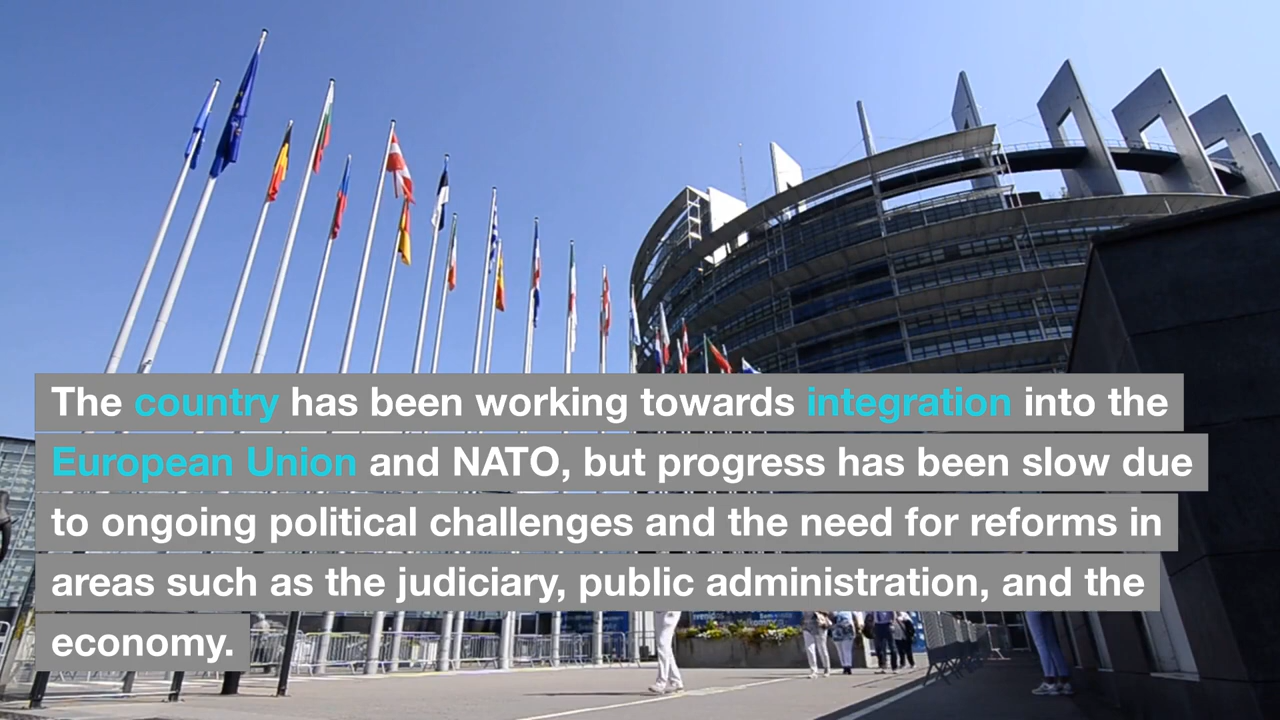 The country has been working towards integration into the
European Union and NATO, but progress has been slow due
to ongoing political challenges and the need for reforms in
areas such as the judiciary, public administration, and the
economy.